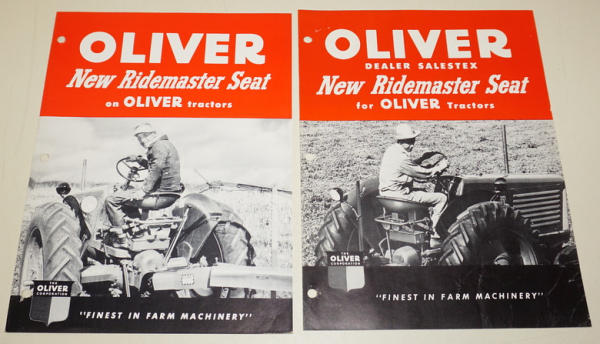 OLIVER
New Ridemaster Seat
on OLIVER tractors
THE
OLIVER
CORPORATION
"FINEST IN FARM MACHINERY"
OLIVER
DEALER SALESTEX
New Ridemaster Seat
for OLIVER Tractors
THE
OLIVER
CORPORATION
"FINEST IN FARM MACHINERY"